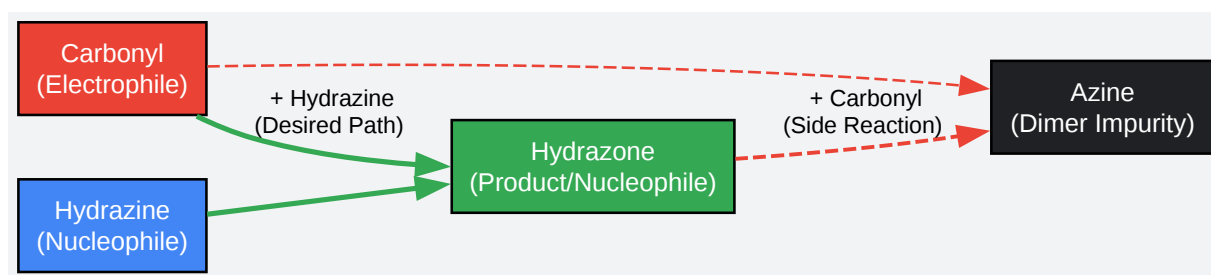 Carbonyl
(Electrophile)
+ Hydrazine
(Desired Path)
+ Carbonyl
(Side Reaction)
Azine
(Dimer Impurity)
Hydrazone
(Product/Nucleophile)
Hydrazine
(Nucleophile)